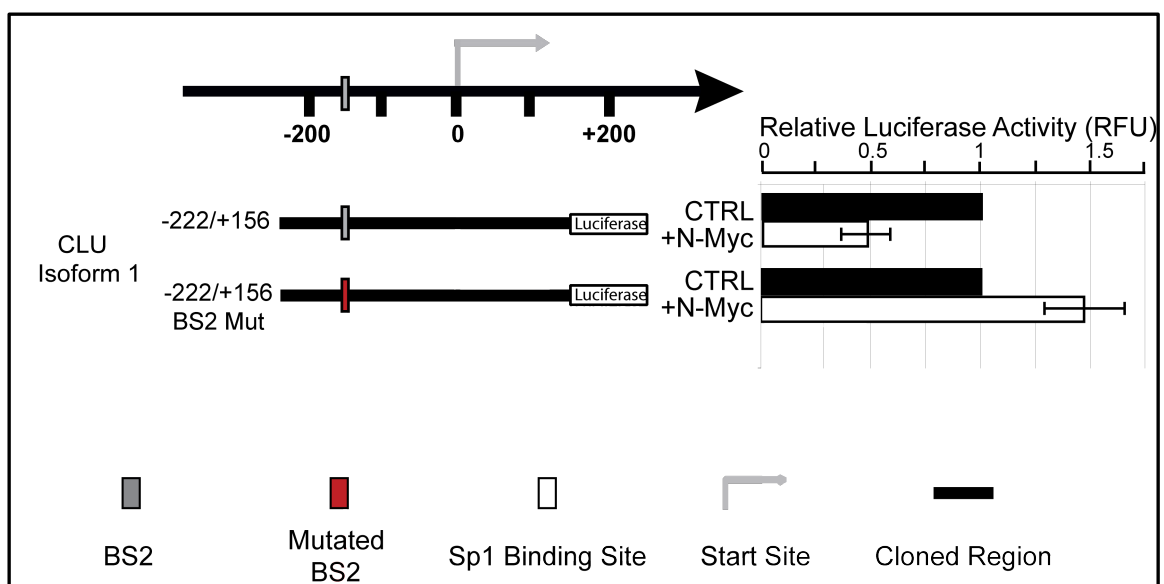 -200
0
+200
Relative Luciferase Activity (RFU)
0
0.5
1
1.5
CLU
Isoform 1
-222/+156
Luciferase
CTRL
+N-Myc
-222/+156
BS2 Mut
Luciferase
CTRL
+N-Myc
BS2
Mutated
BS2
Sp1 Binding Site
Start Site
Cloned Region